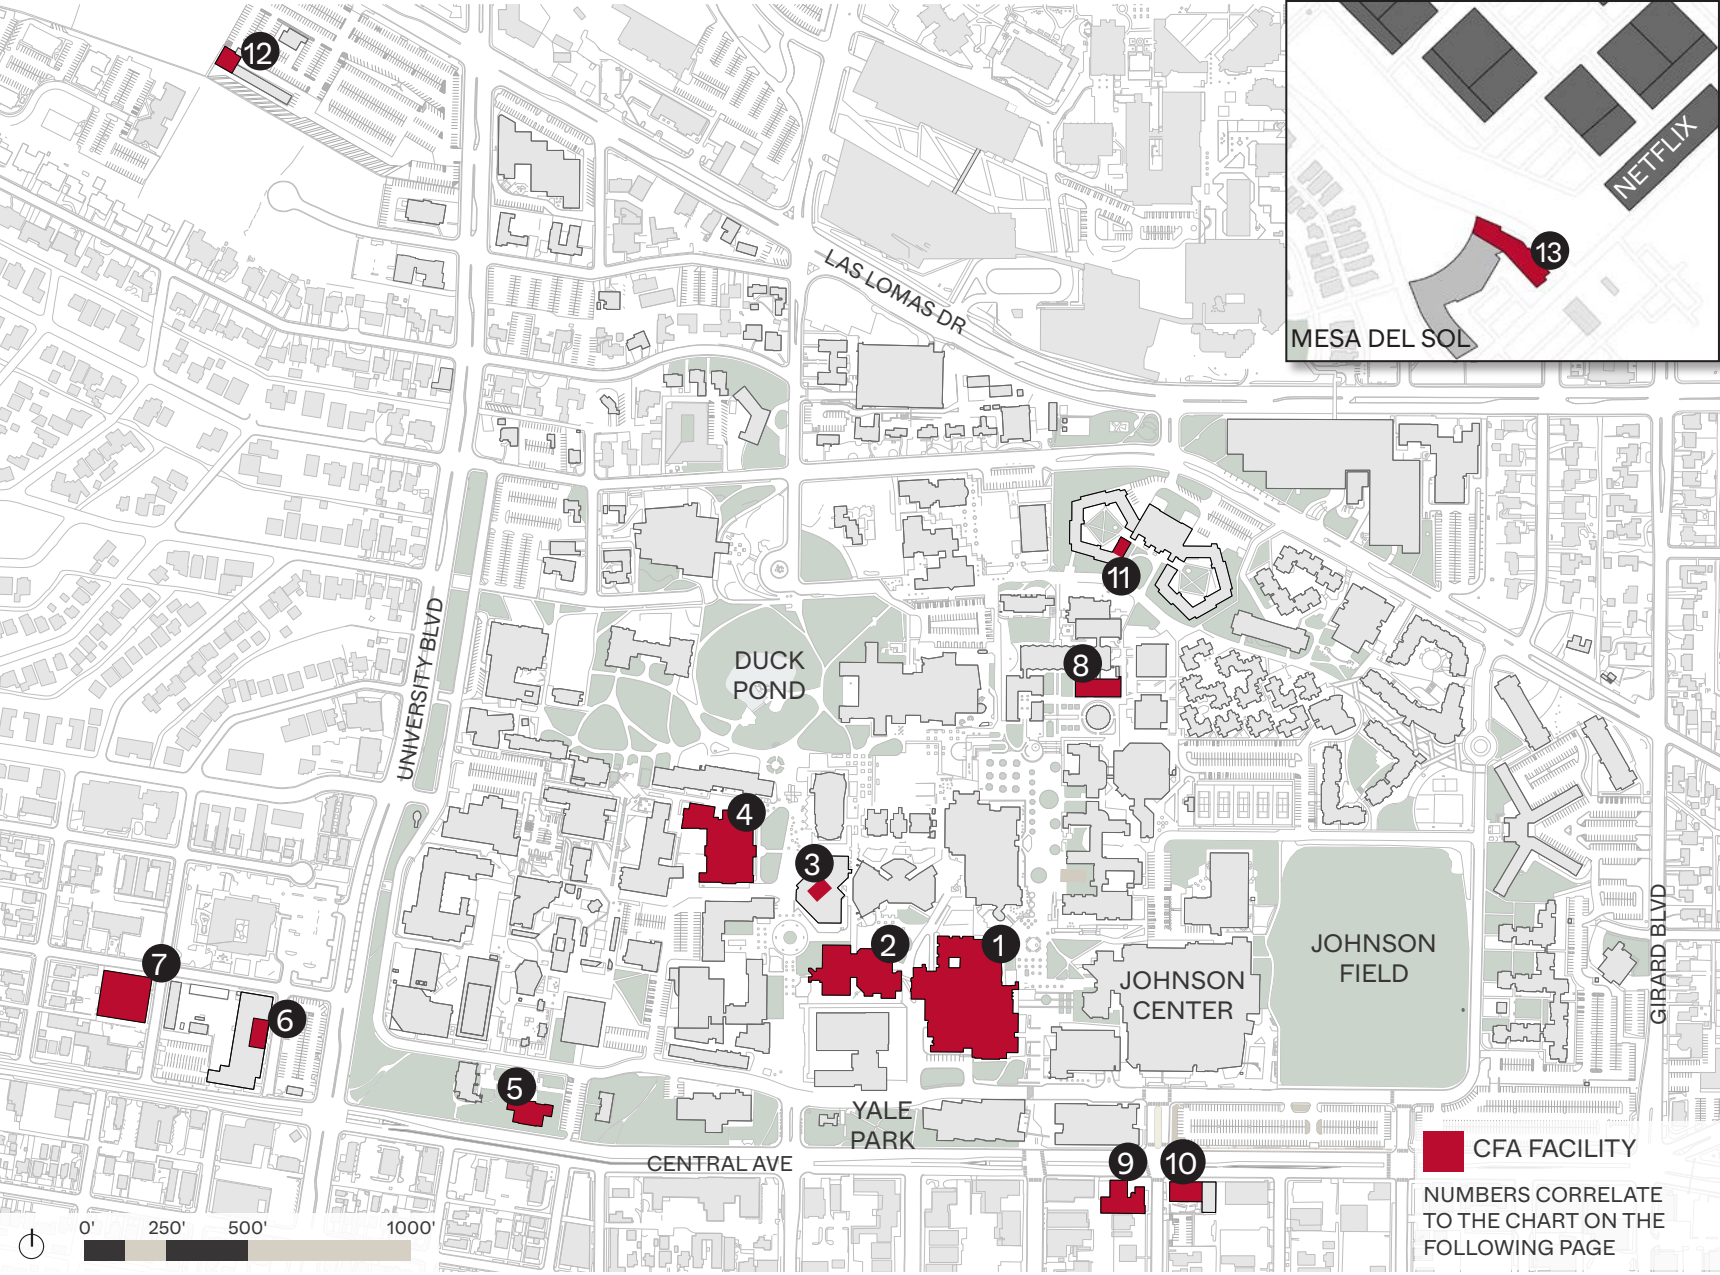 12
NETFLIX
13
MESA DEL SOL
LAS LOMAS DR
11
8
DUCK
POND
UNIVERSITY BLVD
4
3
2
1
JOHNSON
CENTER
JOHNSON
FIELD
GIRARD BLVD
7
6
5
YALE
PARK
CENTRAL AVE
9
10
CFA FACILITY
NUMBERS CORRELATE
TO THE CHART ON THE
FOLLOWING PAGE
0' 250' 500' 1000'